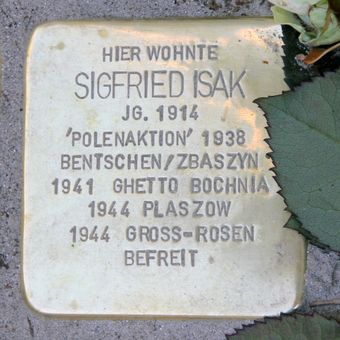 HIER WOHNTE
SIGFRIED ISAK
JG. 1914
'POLENAKTION' 1938
BENTSCHEN/ZBASZYN
1941 GHETTO BOCHNIA
1944 PLASZOW
1944 GROSS-ROSEN
BEFREIT